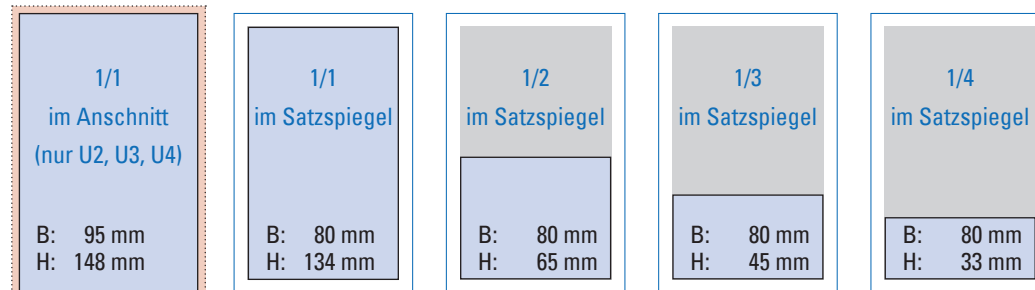 1/1
im Anschnitt
(nur U2, U3, U4)
B: 95 mm
H: 148 mm
1/1
im Satzspiegel
B: 80 mm
H: 134 mm
1/2
im Satzspiegel
B: 80 mm
H: 65 mm
1/3
im Satzspiegel
B: 80 mm
H: 45 mm
1/4
im Satzspiegel
B: 80 mm
H: 33 mm